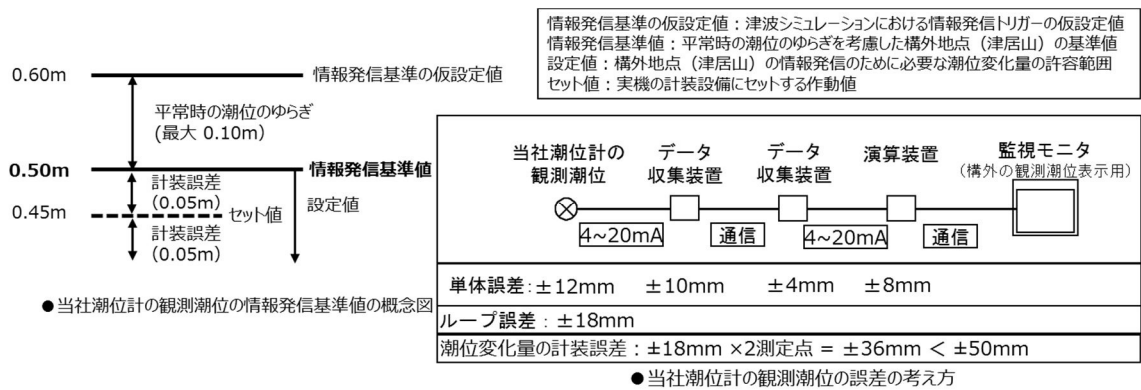 情報発信基準の仮設定値：津波シミュレーションにおける情報発信トリガーの仮設定値
情報発信基準値：平常時の潮位のゆらぎを考慮した構外地点（津居山）の基準値
設定値：構外地点（津居山）の情報発信のために必要な潮位変化量の許容範囲
セット値：実機の計装設備にセットする作動値
0.60m
情報発信基準の仮設定値
平常時の潮位のゆらぎ
(最大 0.10m)
0.50m
情報発信基準値
計装誤差
(0.05m)
設定値
0.45m
セット値
計装誤差
(0.05m)
●当社潮位計の観測潮位の情報発信基準値の概念図
当社潮位計の
観測潮位
データ
収集装置
データ
収集装置
演算装置
監視モニタ
(構外の観測潮位表示用)
4~20mA
通信
4~20mA
通信
単体誤差：±12mm ±10mm ±4mm ±8mm
ループ誤差：±18mm
潮位変化量の計装誤差：±18mm ×2測定点 = ±36mm ＜ ±50mm
●当社潮位計の観測潮位の誤差の考え方